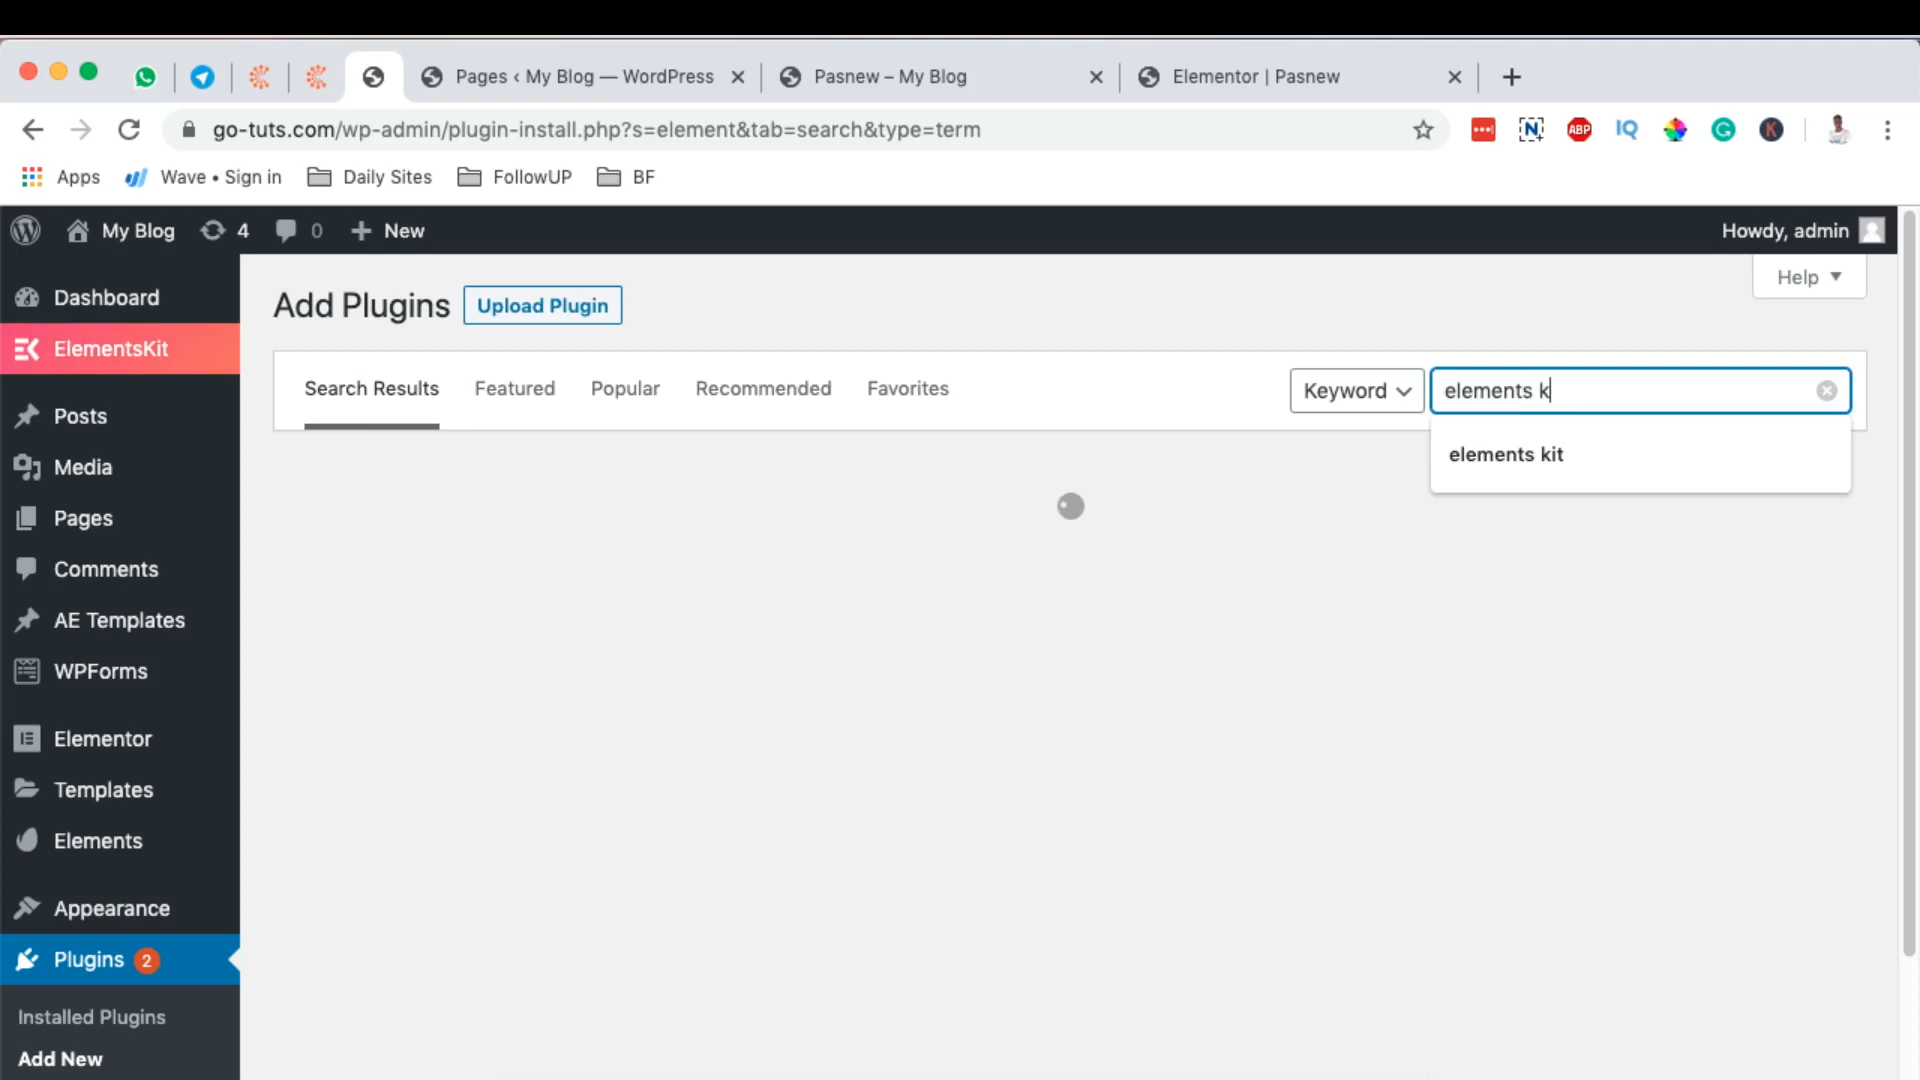 Pages ‹ My Blog — WordPress
Pasnew – My Blog
Elementor | Pasnew
go-tuts.com/wp-admin/plugin-install.php?s=element&tab=search&type=term
ABP
IQ
G
K
Apps
Wave • Sign in
Daily Sites
FollowUP
BF
My Blog
4
0
New
Howdy, admin
Dashboard
ElementsKit
Posts
Media
Pages
Comments
AE Templates
WPForms
Elementor
Templates
Elements
Appearance
Plugins 2
Installed Plugins
Add New
Help
Add Plugins
Upload Plugin
Search Results
Featured
Popular
Recommended
Favorites
Keyword
elements k
elements kit